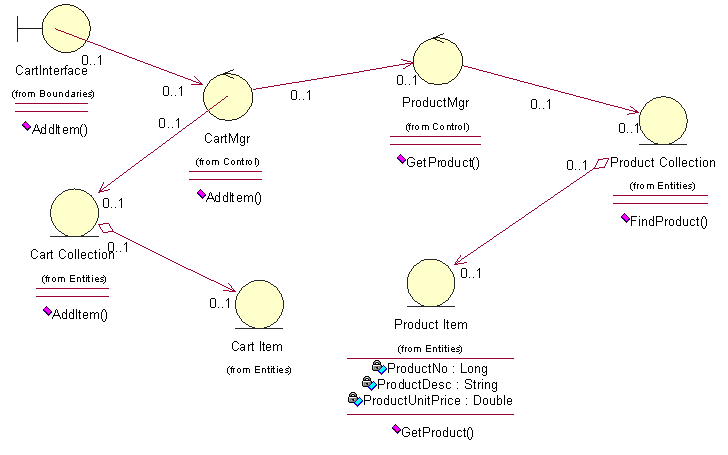 CartInterface
(from Boundaries)
AddItem()
0..1
0..1
CartMgr
(from Control)
AddItem()
0..1
0..1
ProductMgr
(from Control)
GetProduct()
0..1
0..1
Product Collection
(from Entities)
FindProduct()
0..1
0..1
Cart Collection
(from Entities)
AddItem()
0..1
0..1
Cart Item
(from Entities)
0..1
0..1
Product Item
(from Entities)
ProductNo : Long
ProductDesc : String
ProductUnitPrice : Double
GetProduct()